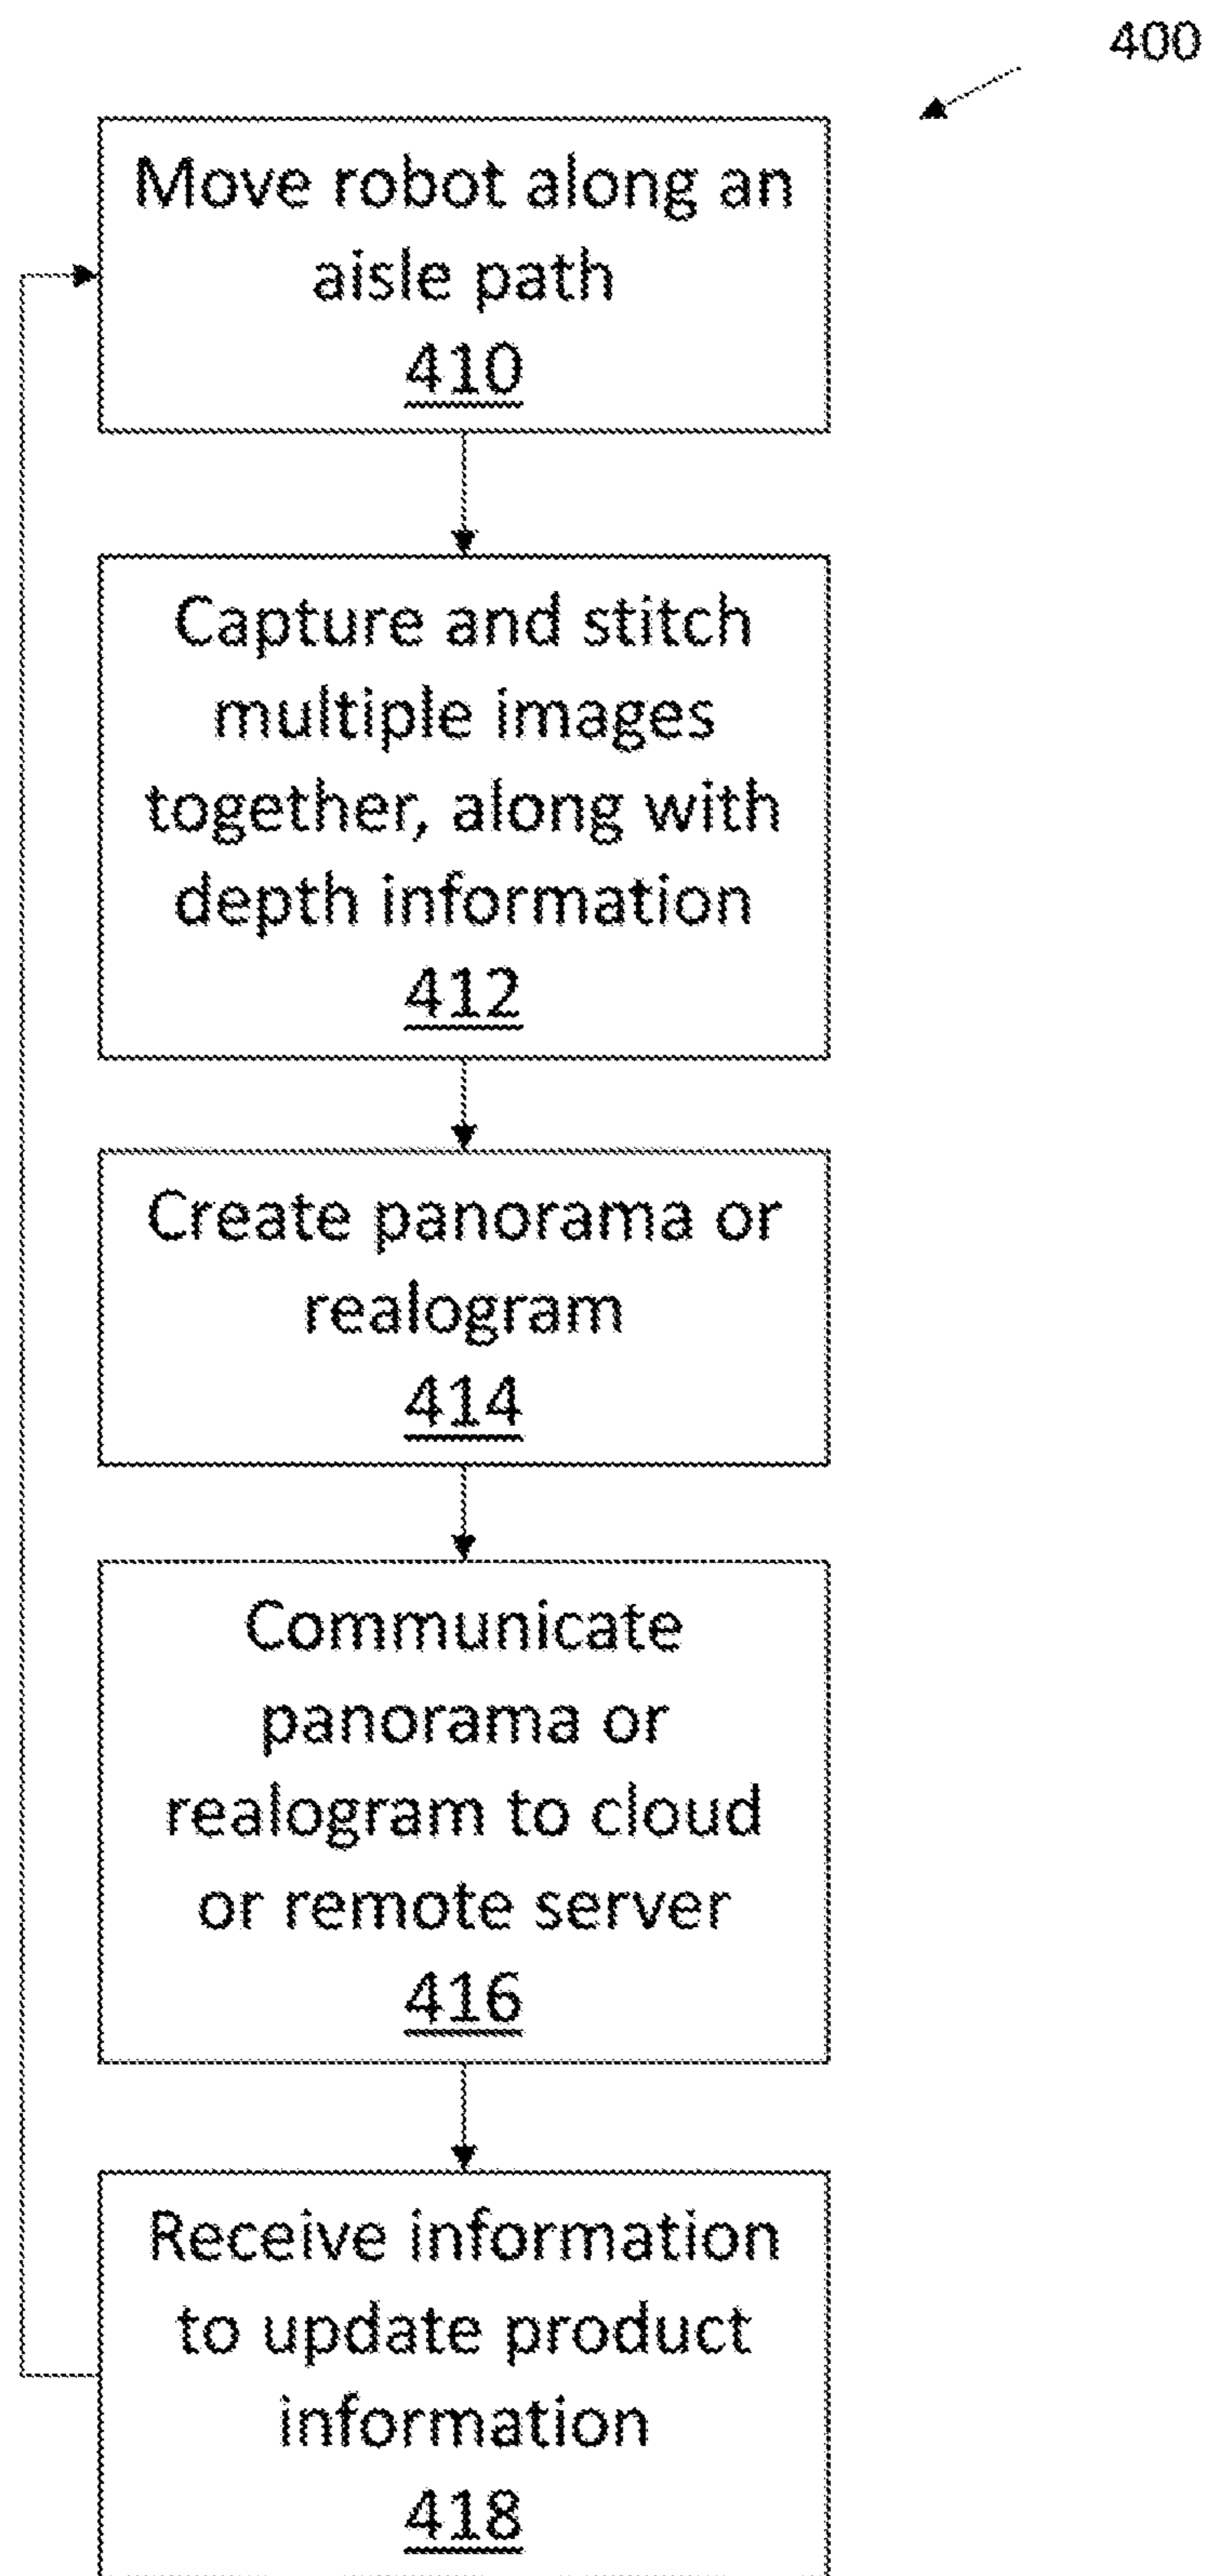 400
Move robot along an
aisle path
410
Capture and stitch
multiple images
together, along with
depth information
412
Create panorama or
realogram
414
Communicate
panorama or
realogram to cloud
or remote server
416
Receive information
to update product
information
418